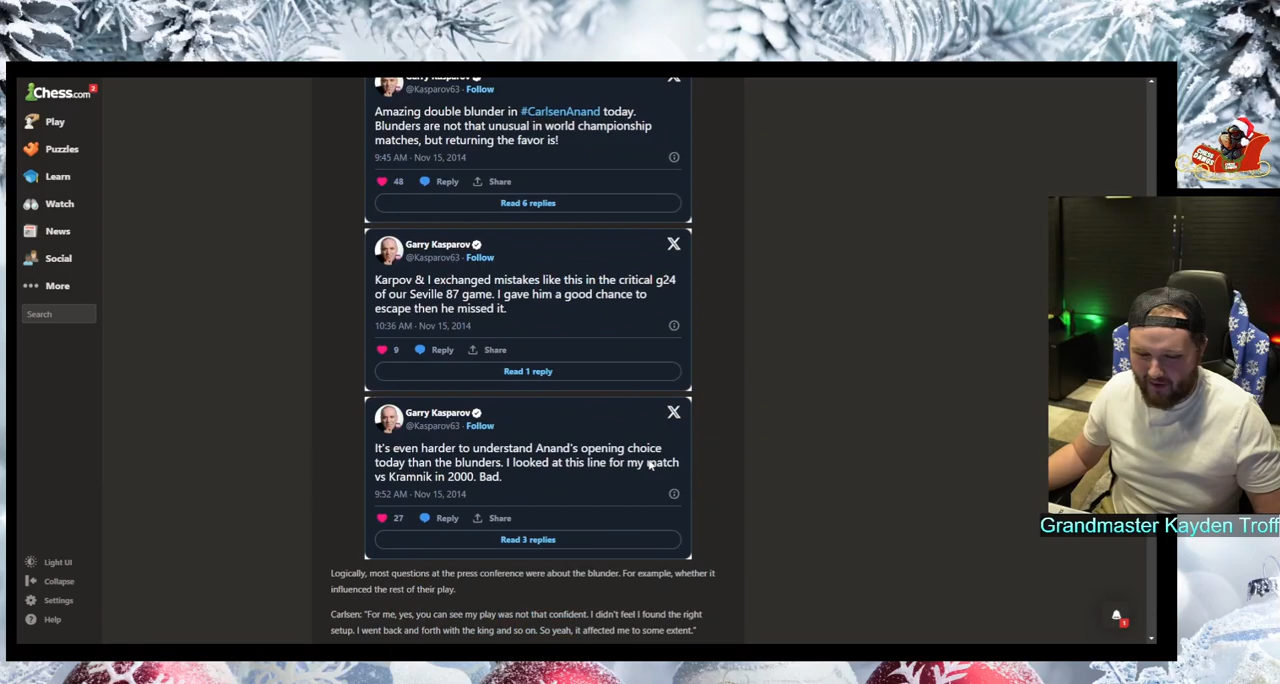 Chess.com
2
Play
Puzzles
Learn
Watch
News
Social
More
Search
Light UI
Collapse
Settings
Help
Garry Kasparov
@Kasparov63 · Follow
Amazing double blunder in #CarlsenAnand today.
Blunders are not that unusual in world championship
matches, but returning the favor is!
9:45 AM · Nov 15, 2014
48 Reply Share
Read 6 replies
Garry Kasparov
@Kasparov63 · Follow
Karpov & I exchanged mistakes like this in the critical g24
of our Seville 87 game. I gave him a good chance to
escape then he missed it.
10:36 AM · Nov 15, 2014
9 Reply Share
Read 1 reply
Garry Kasparov
@Kasparov63 · Follow
It's even harder to understand Anand's opening choice
today than the blunders. I looked at this line for my match
vs Kramnik in 2000. Bad.
9:52 AM · Nov 15, 2014
27 Reply Share
Read 3 replies
Logically, most questions at the press conference were about the blunder. For example, whether it
influenced the rest of their play.
Carlsen: "For me, yes, you can see my play was not that confident. I didn't feel I found the right
setup. I went back and forth with the king and so on. So yeah, it affected me to some extent."
1
CHESS
DAWGS
Grandmaster Kayden Troff